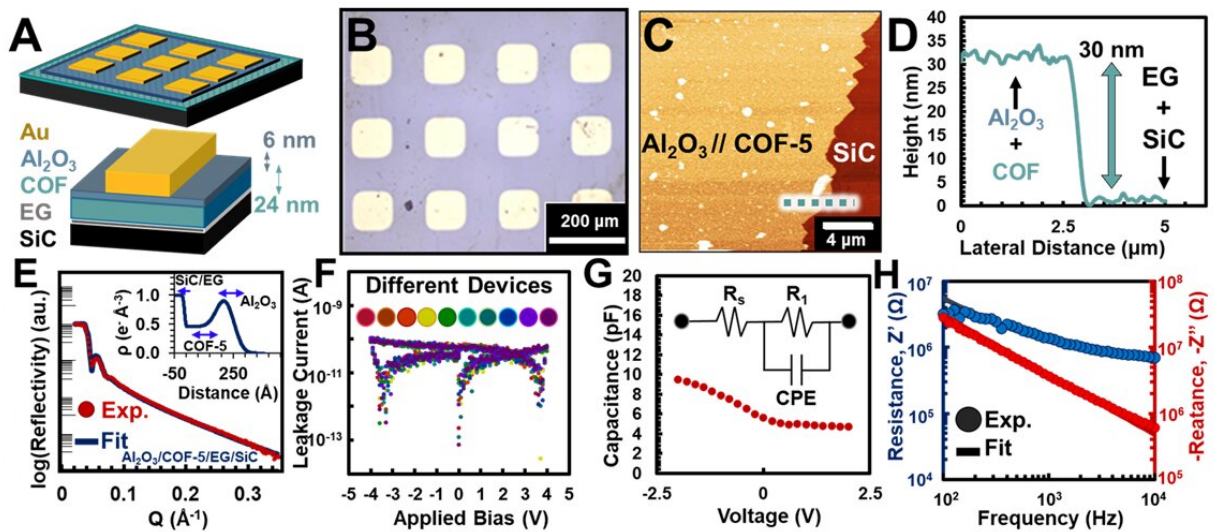 A
Au
Al₂O₃
COF
EG
SiC
6 nm
24 nm
B
200 µm
C
Al₂O₃ // COF-5
SiC
4 µm
D
Height (nm)
40
35
30
25
20
15
10
5
0
30 nm
EG
+
SiC
Al₂O₃
+
COF
0
2.5
5
Lateral Distance (µm)
E
log(Reflectivity) (au.)
SiC/EG
1.0
0.5
0.0
ρ (e⁻ Å⁻³)
Al₂O₃
COF-5
-50
250
Distance (Å)
Exp.
Fit
Al₂O₃/COF-5/EG/SiC
0
0.1
0.2
0.3
Q (Å⁻¹)
F
Leakage Current (A)
Different Devices
10⁻⁹
10⁻¹¹
10⁻¹³
-5 -4 -3 -2 -1 0 1 2 3 4 5
Applied Bias (V)
G
Capacitance (pF)
20
18
16
14
12
10
8
6
4
2
0
Rₛ
R₁
CPE
-2.5
0
2.5
Voltage (V)
H
Resistance, Z' (Ω)
10⁷
10⁶
10⁵
10⁴
Exp.
Fit
10⁸
10⁷
10⁶
10⁵
-Reatance, -Z'' (Ω)
10²
10³
10⁴
Frequency (Hz)